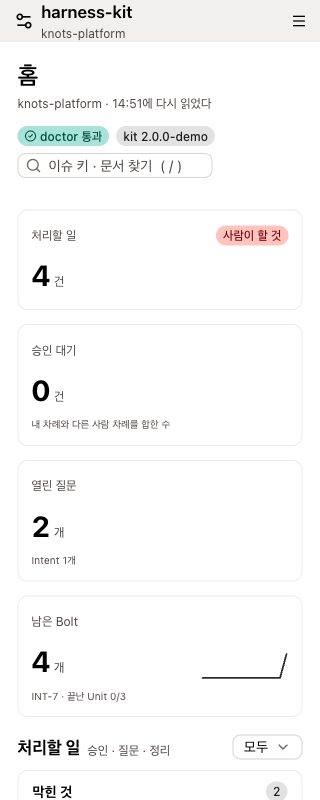 harness-kit
knots-platform
홈
knots-platform · 14:51에 다시 읽었다
doctor 통과 kit 2.0.0-demo
이슈 키 · 문서 찾기 ( / )
처리할 일 사람이 할 것
4 건
승인 대기
0 건
내 차례와 다른 사람 차례를 합한 수
열린 질문
2 개
Intent 1개
남은 Bolt
4 개
INT-7 · 끝난 Unit 0/3
처리할 일 승인 · 질문 · 정리 모두
막힌 것 2